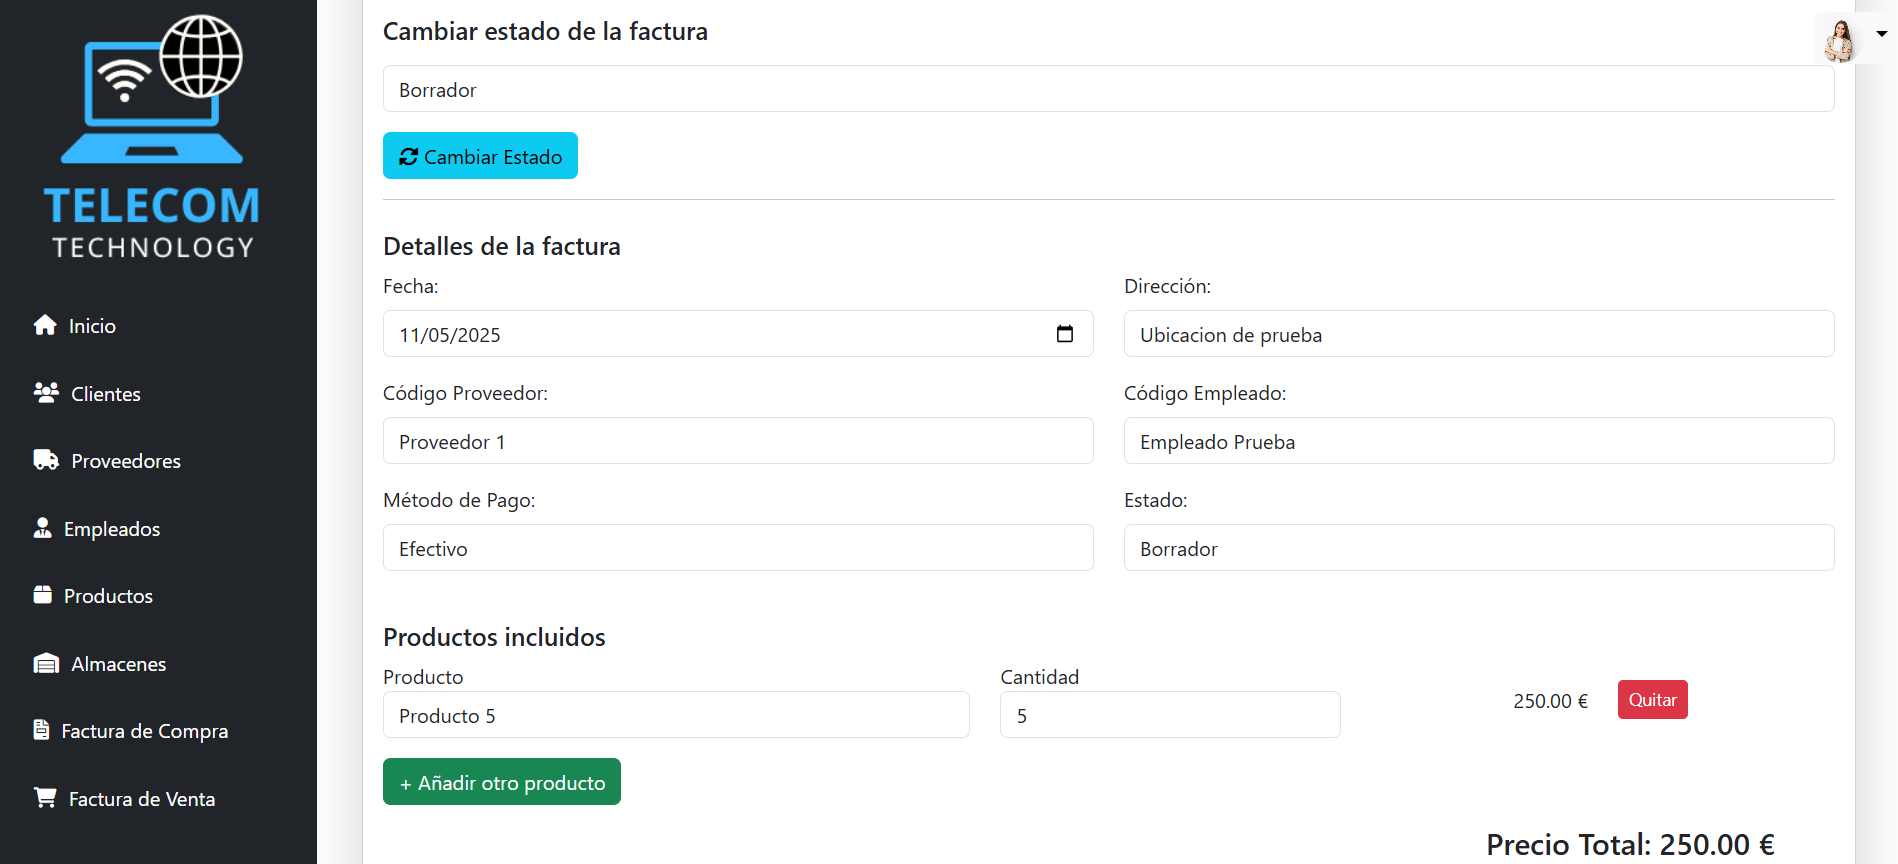 TELECOM
TECHNOLOGY
Inicio
Clientes
Proveedores
Empleados
Productos
Almacenes
Factura de Compra
Factura de Venta
Cambiar estado de la factura
Borrador
Cambiar Estado
Detalles de la factura
Fecha:
11/05/2025
Dirección:
Ubicacion de prueba
Código Proveedor:
Proveedor 1
Código Empleado:
Empleado Prueba
Método de Pago:
Efectivo
Estado:
Borrador
Productos incluidos
Producto
Producto 5
Cantidad
5
250.00 €
Quitar
+ Añadir otro producto
Precio Total: 250.00 €